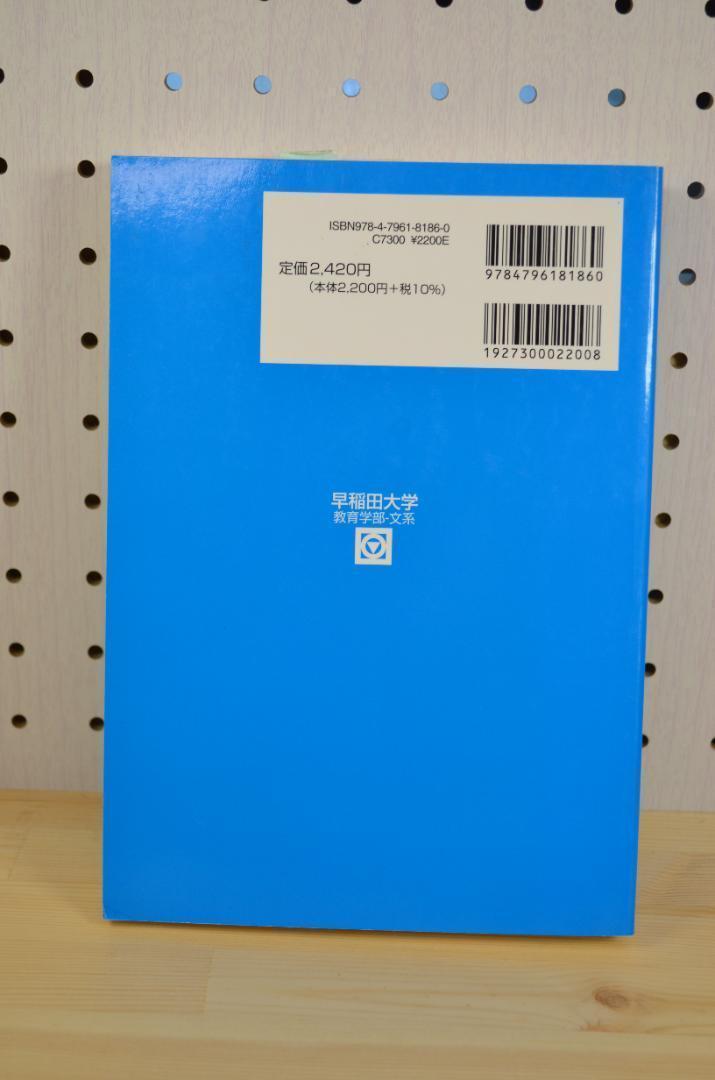 ISBN978-4-7961-8186-0
C7300 ¥2200E
定価2,420円
（本体2,200円＋税10%）
9784796181860
1927300022008
早稲田大学
教育学部-文系